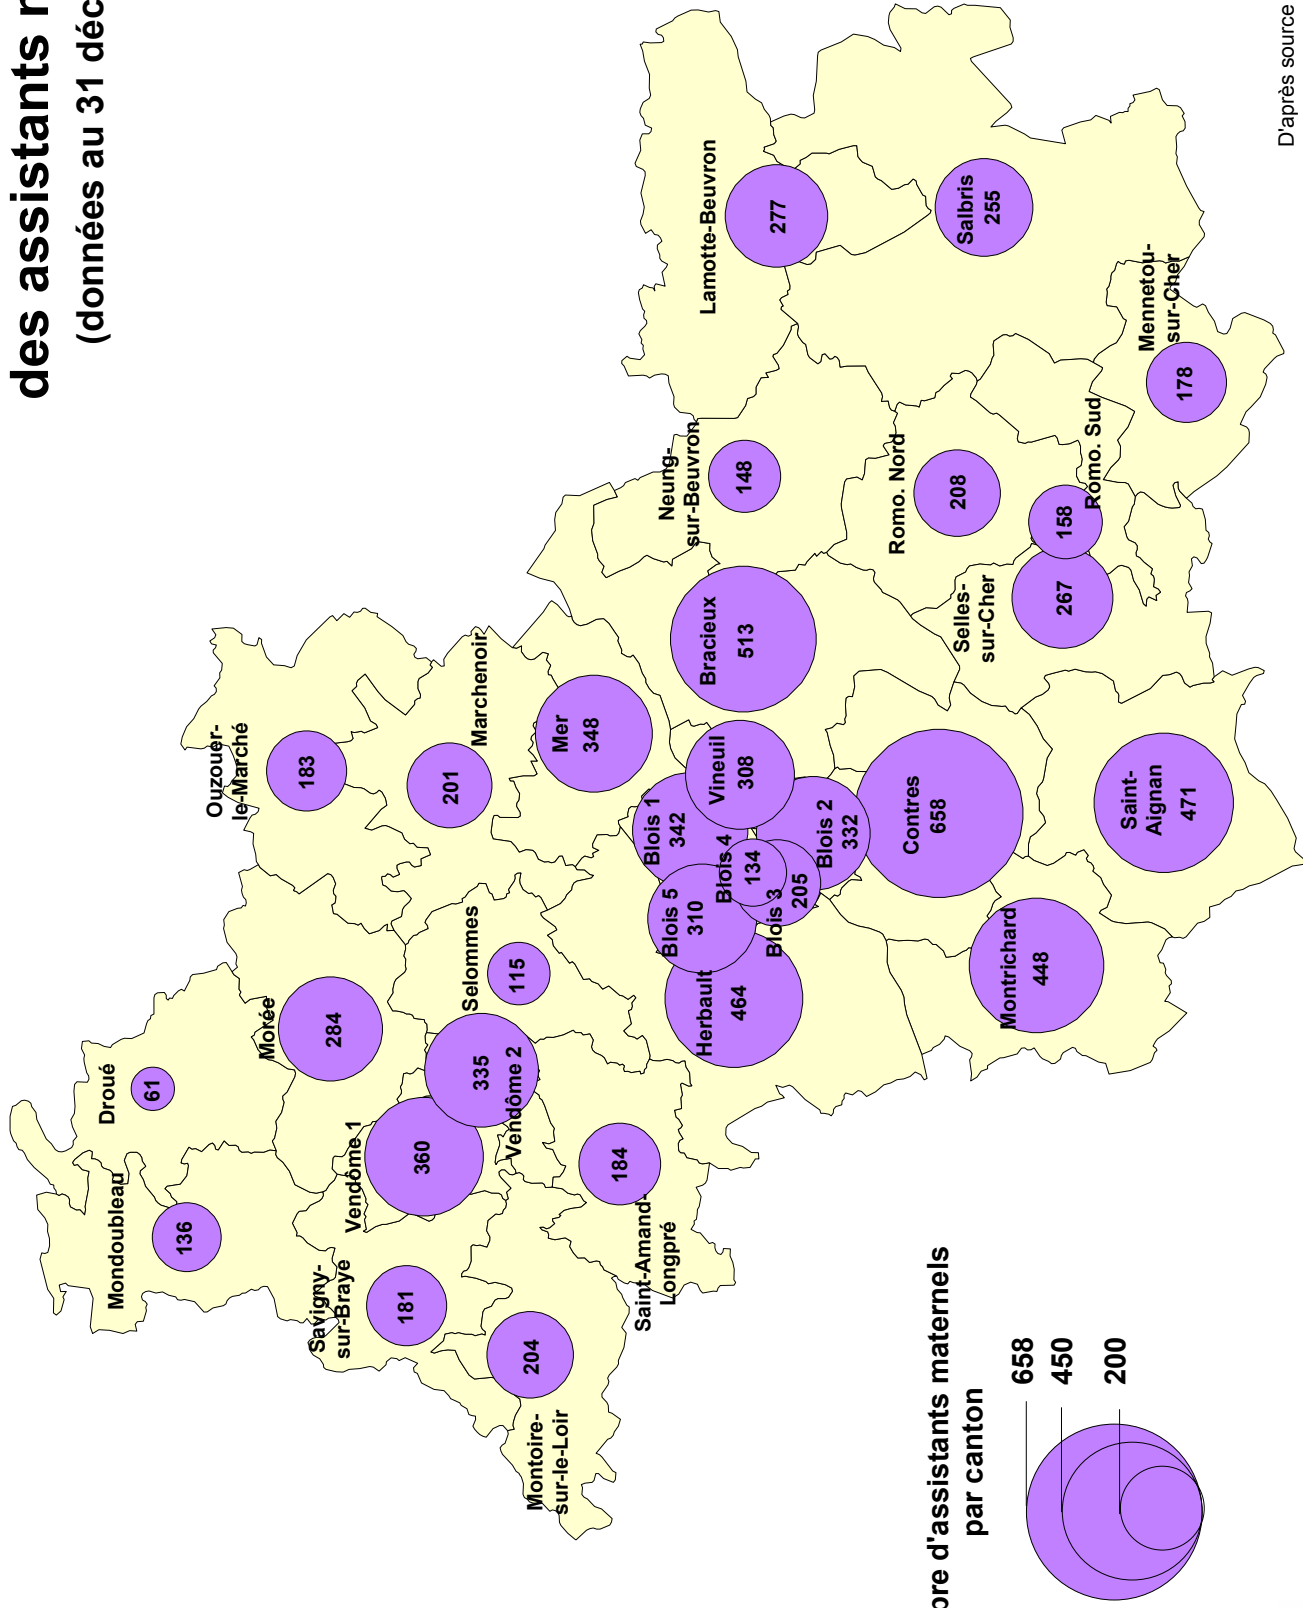 des assistants
(données au 31
Droué
61
Mondoubleau
136
Ouzouer-
le-Marché
183
Morée
284
Savigny-
sur-Braye
181
Vendôme 1
360
Marchenoir
201
Selommes
115
335
Vendôme 2
Montoire-
sur-le-Loir
204
Saint-Amand-
Longpré
184
Mer
348
Neung-
sur-Beuvron
148
Lamotte-Beuvron
277
Bracieux
513
Vineuil
308
Blois 1
342
Blois 5
310
Blois 4
134
Blois 3
205
Blois 2
332
Herbault
464
Contres
658
Romo. Nord
208
Salbris
255
Selles-
sur-Cher
267
Romo. Sud
158
Mennetou-
sur-Cher
178
Montrichard
448
Saint-
Aignan
471
d'assistants maternels
par canton
658
450
200
D'après source